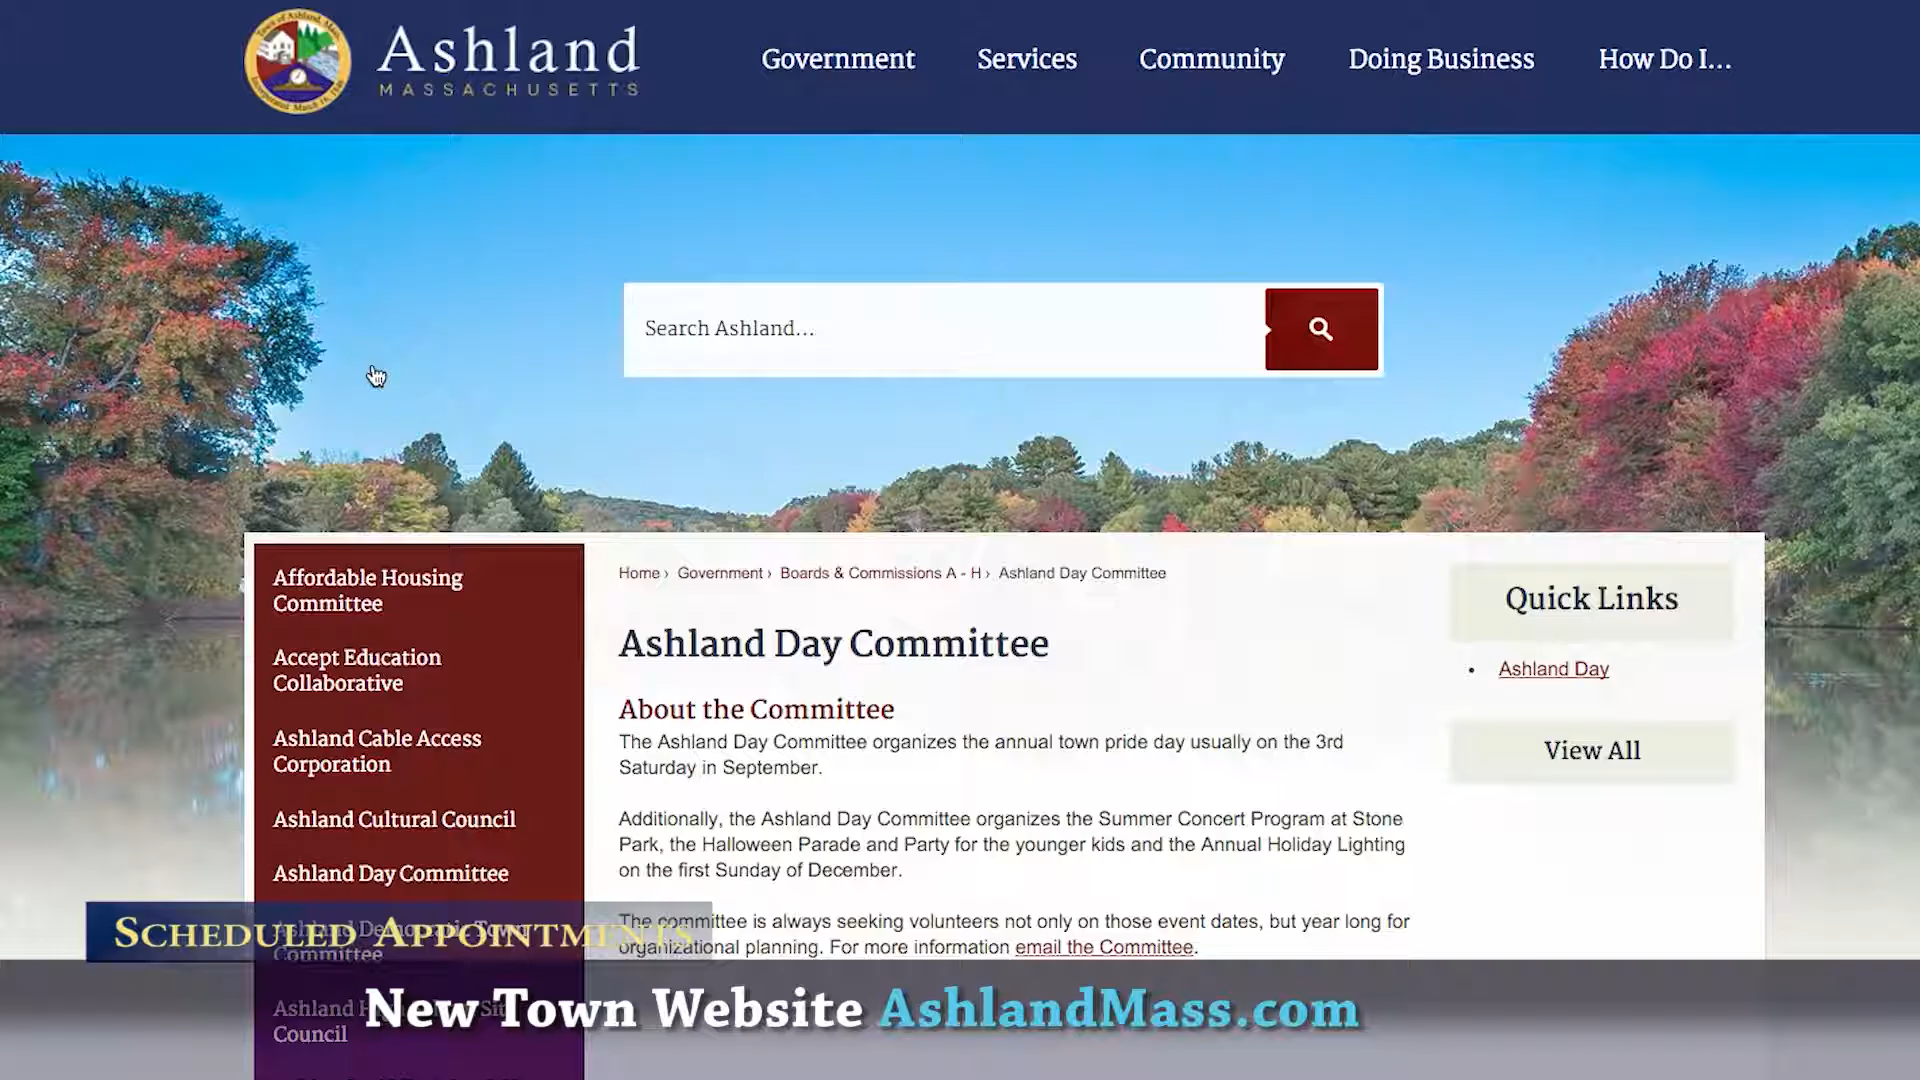 Ashland
MASSACHUSETTS
Government
Services
Community
Doing Business
How Do I...
Search Ashland...
Affordable Housing
Committee
Accept Education
Collaborative
Ashland Cable Access
Corporation
Ashland Cultural Council
Ashland Day Committee
Ashland Democratic Town
Committee
Council
Home › Government › Boards & Commissions A - H › Ashland Day Committee
Ashland Day Committee
About the Committee
The Ashland Day Committee organizes the annual town pride day usually on the 3rd
Saturday in September.
Additionally, the Ashland Day Committee organizes the Summer Concert Program at Stone
Park, the Halloween Parade and Party for the younger kids and the Annual Holiday Lighting
on the first Sunday of December.
The committee is always seeking volunteers not only on those event dates, but year long for
organizational planning. For more information email the Committee.
Quick Links
• Ashland Day
View All
SCHEDULED APPOINTMENTS
New Town Website AshlandMass.com